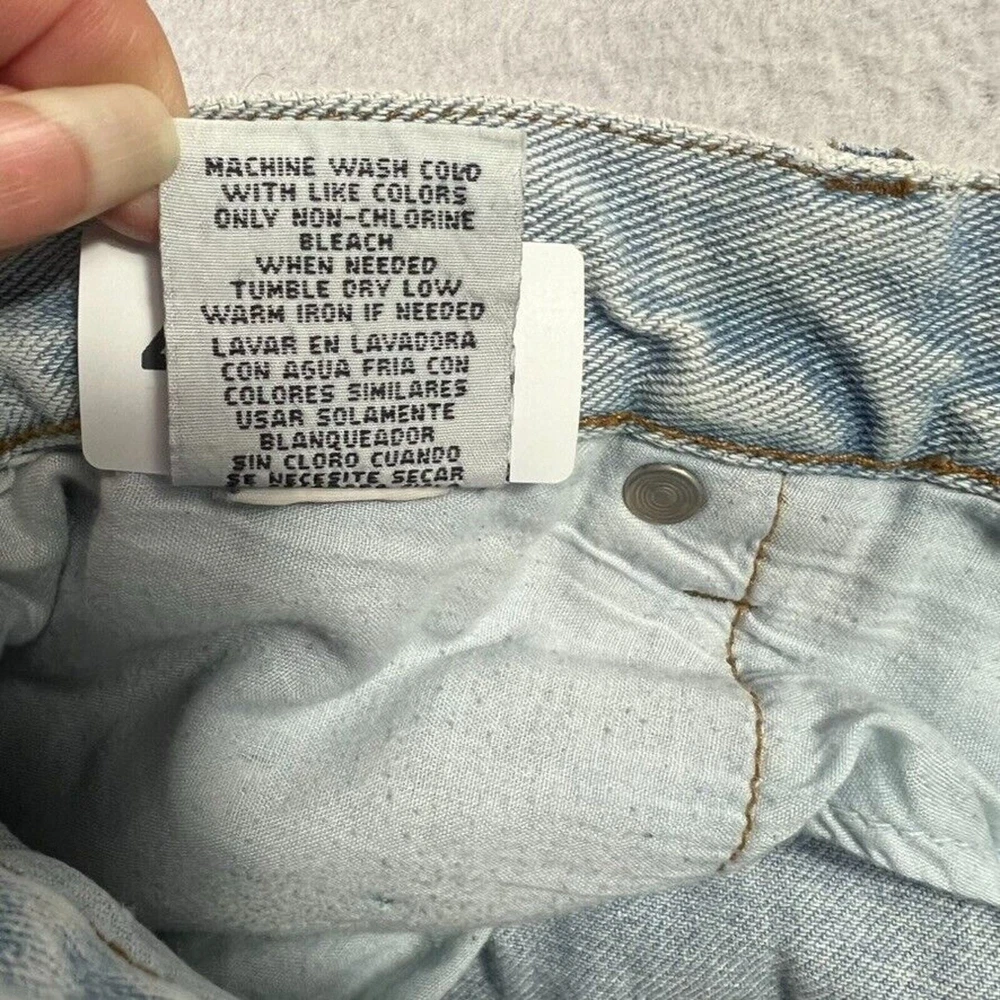 MACHINE WASH COLD
WITH LIKE COLORS
ONLY NON-CHLORINE
BLEACH
WHEN NEEDED
TUMBLE DRY LOW
WARM IRON IF NEEDED
LAVAR EN LAVADORA
CON AGUA FRIA CON
COLORES SIMILARES
USAR SOLAMENTE
BLANQUEADOR
SIN CLORO CUANDO
SE NECESITE SECAR